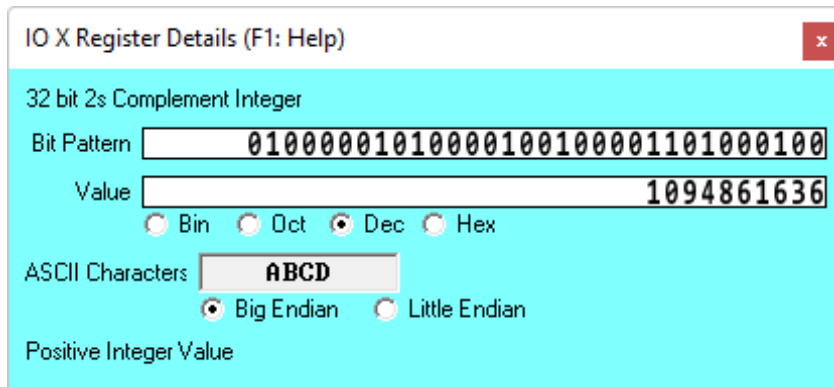 IO X Register Details (F1: Help)
x
32 bit 2s Complement Integer
Bit Pattern 01000001010000100100001101000100
Value 1094861636
Bin Oct Dec Hex
ASCII Characters ABCD
Big Endian Little Endian
Positive Integer Value